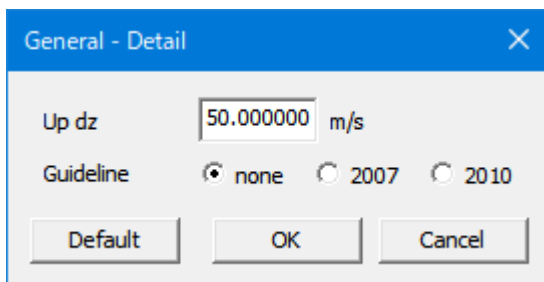 General - Detail
Up dz 50.000000 m/s
Guideline none 2007 2010
Default OK Cancel